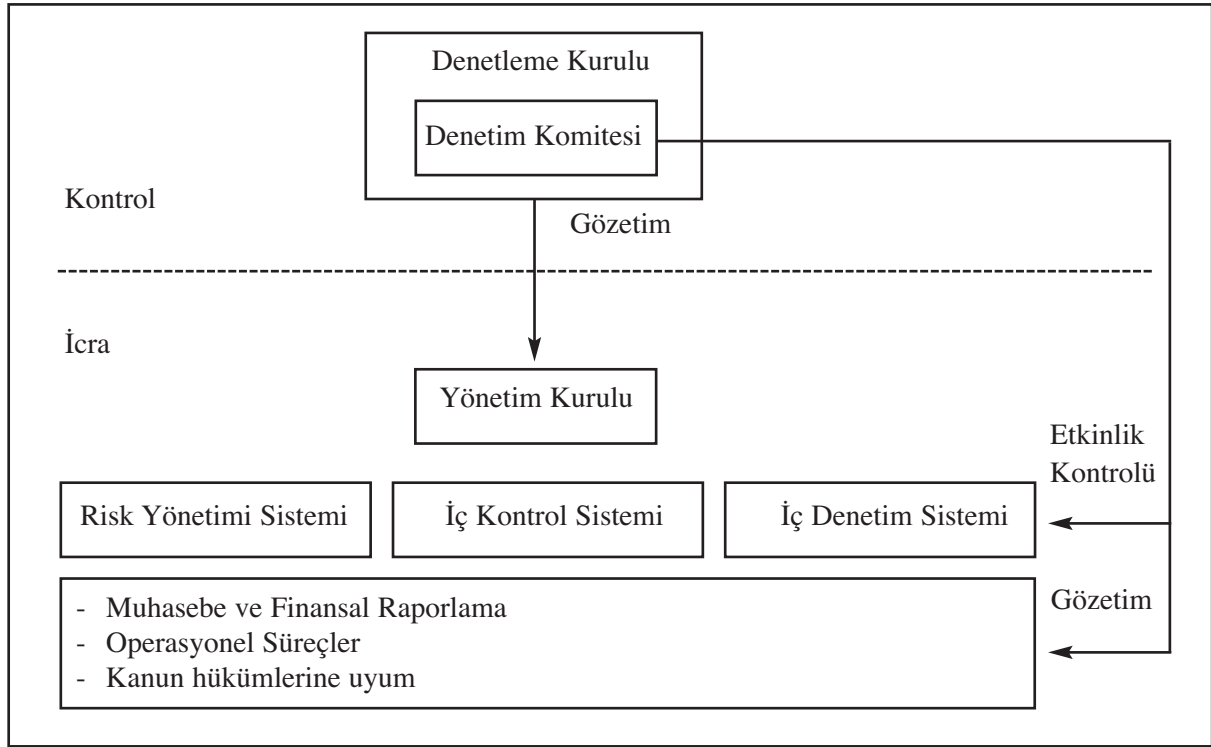 Denetleme Kurulu
Denetim Komitesi
Kontrol
Gözetim
İcra
Yönetim Kurulu
Etkinlik
Kontrolü
Risk Yönetimi Sistemi
İç Kontrol Sistemi
İç Denetim Sistemi
Gözetim
- Muhasebe ve Finansal Raporlama
- Operasyonel Süreçler
- Kanun hükümlerine uyum